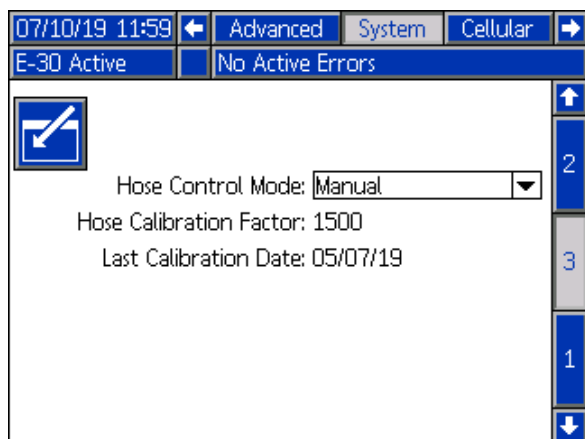 07/10/19 11:59 Advanced System Cellular
E-30 Active No Active Errors
2
Hose Control Mode: Manual
Hose Calibration Factor: 1500
Last Calibration Date: 05/07/19
3
1